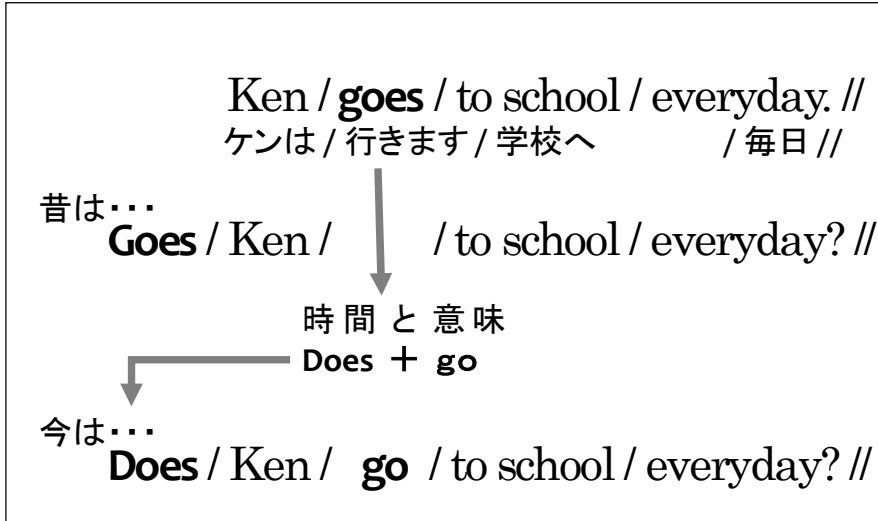 Ken / goes / to school / everyday. //
ケンは / 行きます / 学校へ / 毎日 //
昔は･･･
Goes / Ken / / to school / everyday? //
時間と意味
Does ＋ go
今は･･･
Does / Ken / go / to school / everyday? //